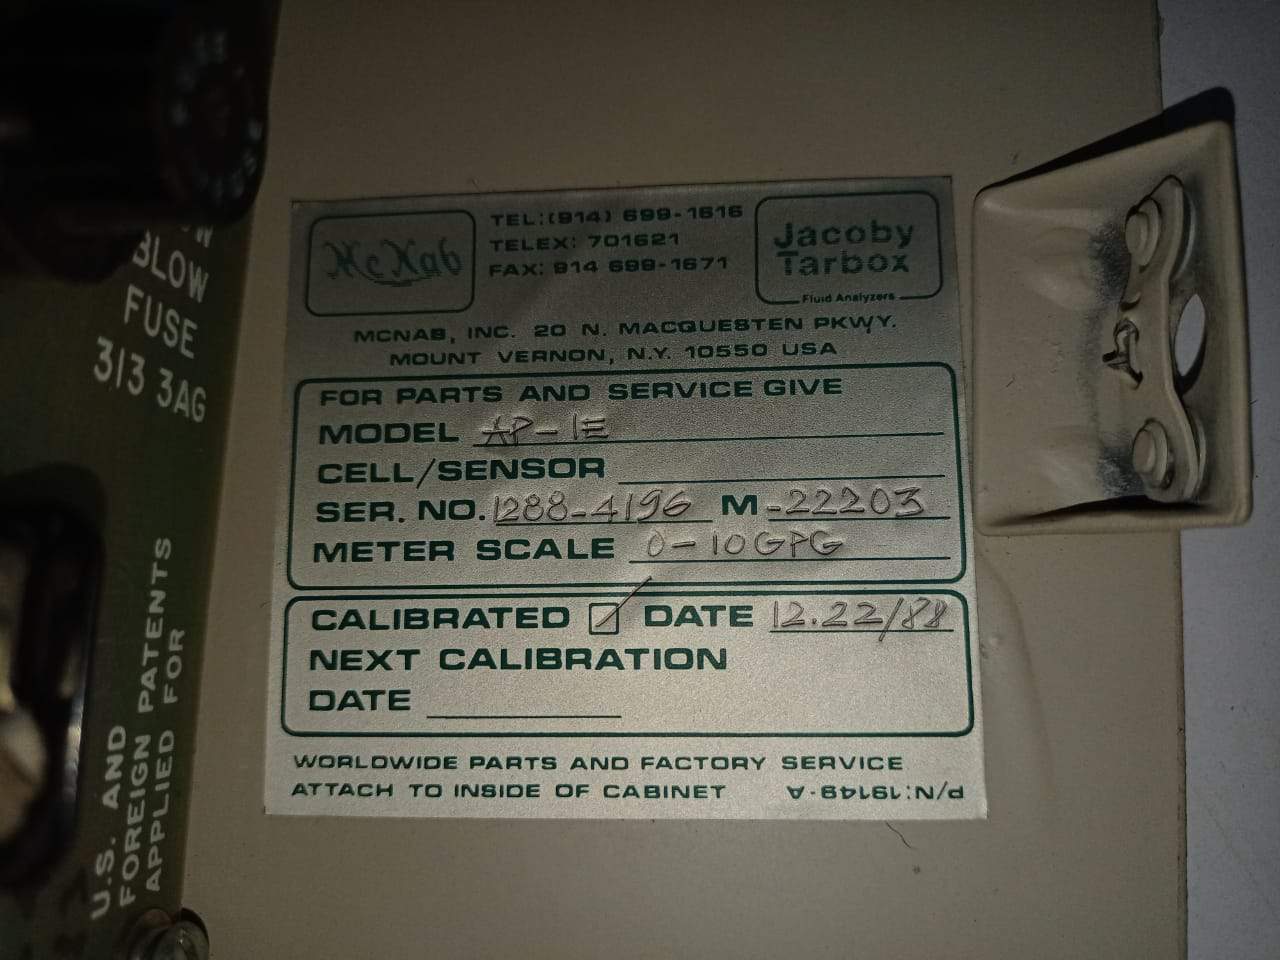 McNab
TEL:(914) 699-1616
TELEX: 701621
FAX: 914 699-1671
Jacoby
Tarbox
Fluid Analyzers
MCNAB, INC. 20 N. MACQUESTEN PKWY.
MOUNT VERNON, N.Y. 10550 USA
FOR PARTS AND SERVICE GIVE
MODEL AP-1E
CELL/SENSOR
SER. NO. 1288-4196 M-22203
METER SCALE 0-10GPG
CALIBRATED DATE 12.22/88
NEXT CALIBRATION
DATE
WORLDWIDE PARTS AND FACTORY SERVICE
ATTACH TO INSIDE OF CABINET
P/N:19149-A
BLOW
FUSE
313 3AG
U.S. AND
FOREIGN PATENTS
APPLIED FOR